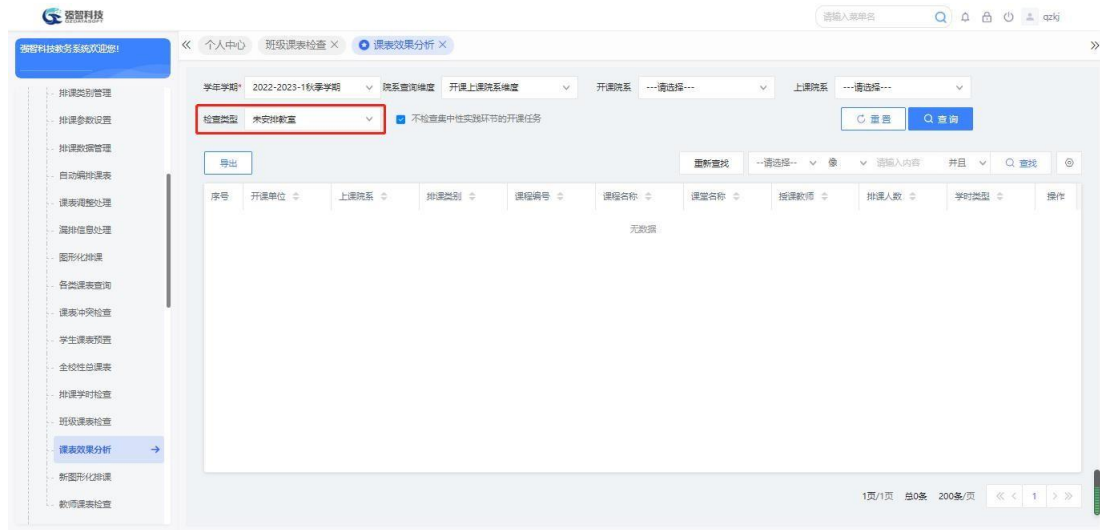 强智科技
QZDATASOFT
请输入菜单名
qzkj
强智科技教务系统欢迎您!
个人中心 班级课表检查 课表效果分析
排课类别管理
排课参数设置
排课数据管理
自动编排课表
课表调整处理
漏排信息处理
图形化排课
各类课表查询
课表冲突检查
学生课表预置
全校性总课表
排课学时检查
班级课表检查
课表效果分析
新图形化排课
教师课表检查
学年学期* 2022-2023-1秋季学期 院系查询维度 开课上课院系维度 开课院系 ---请选择--- 上课院系 ---请选择---
检查类型 未安排教室 不检查集中性实践环节的开课任务 重置 查询
导出 重新查找 --请选择-- 像 请输入内容 并且 查找
序号 开课单位 上课院系 排课类别 课程编号 课程名称 课堂名称 授课教师 排课人数 学时类型 操作
无数据
1页/1页 总0条 200条/页 1